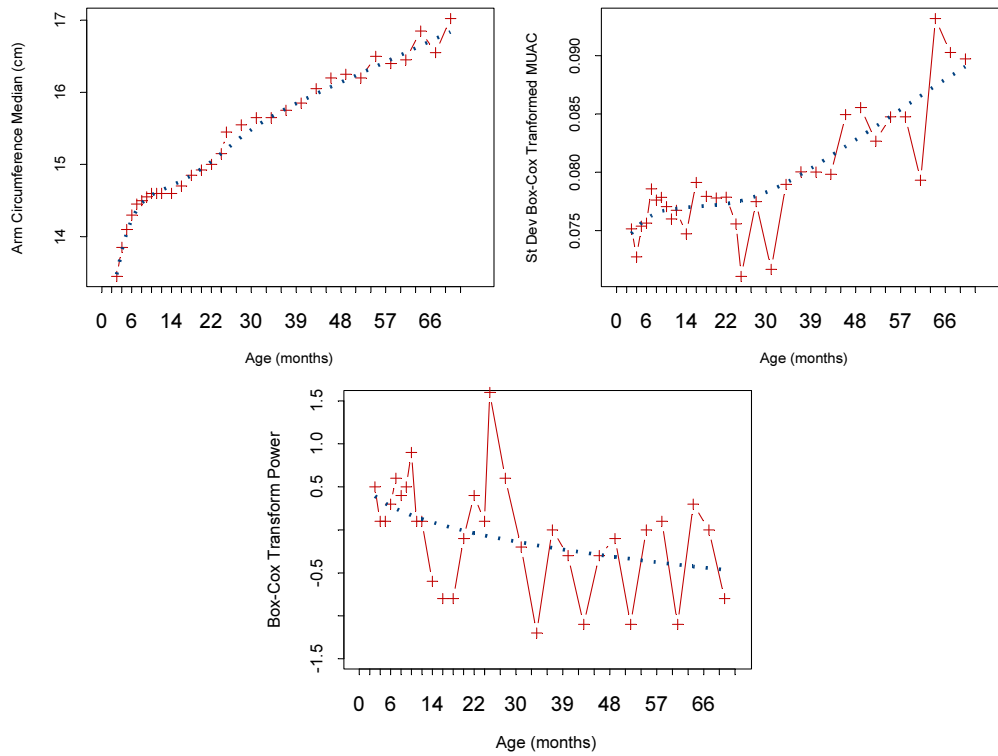 Arm Circumference Median (cm)
17
16
15
14
0 6 14 22 30 39 48 57 66
Age (months)
St Dev Box-Cox Tranformed MUAC
0.090
0.085
0.080
0.075
0 6 14 22 30 39 48 57 66
Age (months)
Box-Cox Transform Power
1.5
1.0
0.5
-0.5
-1.5
0 6 14 22 30 39 48 57 66
Age (months)